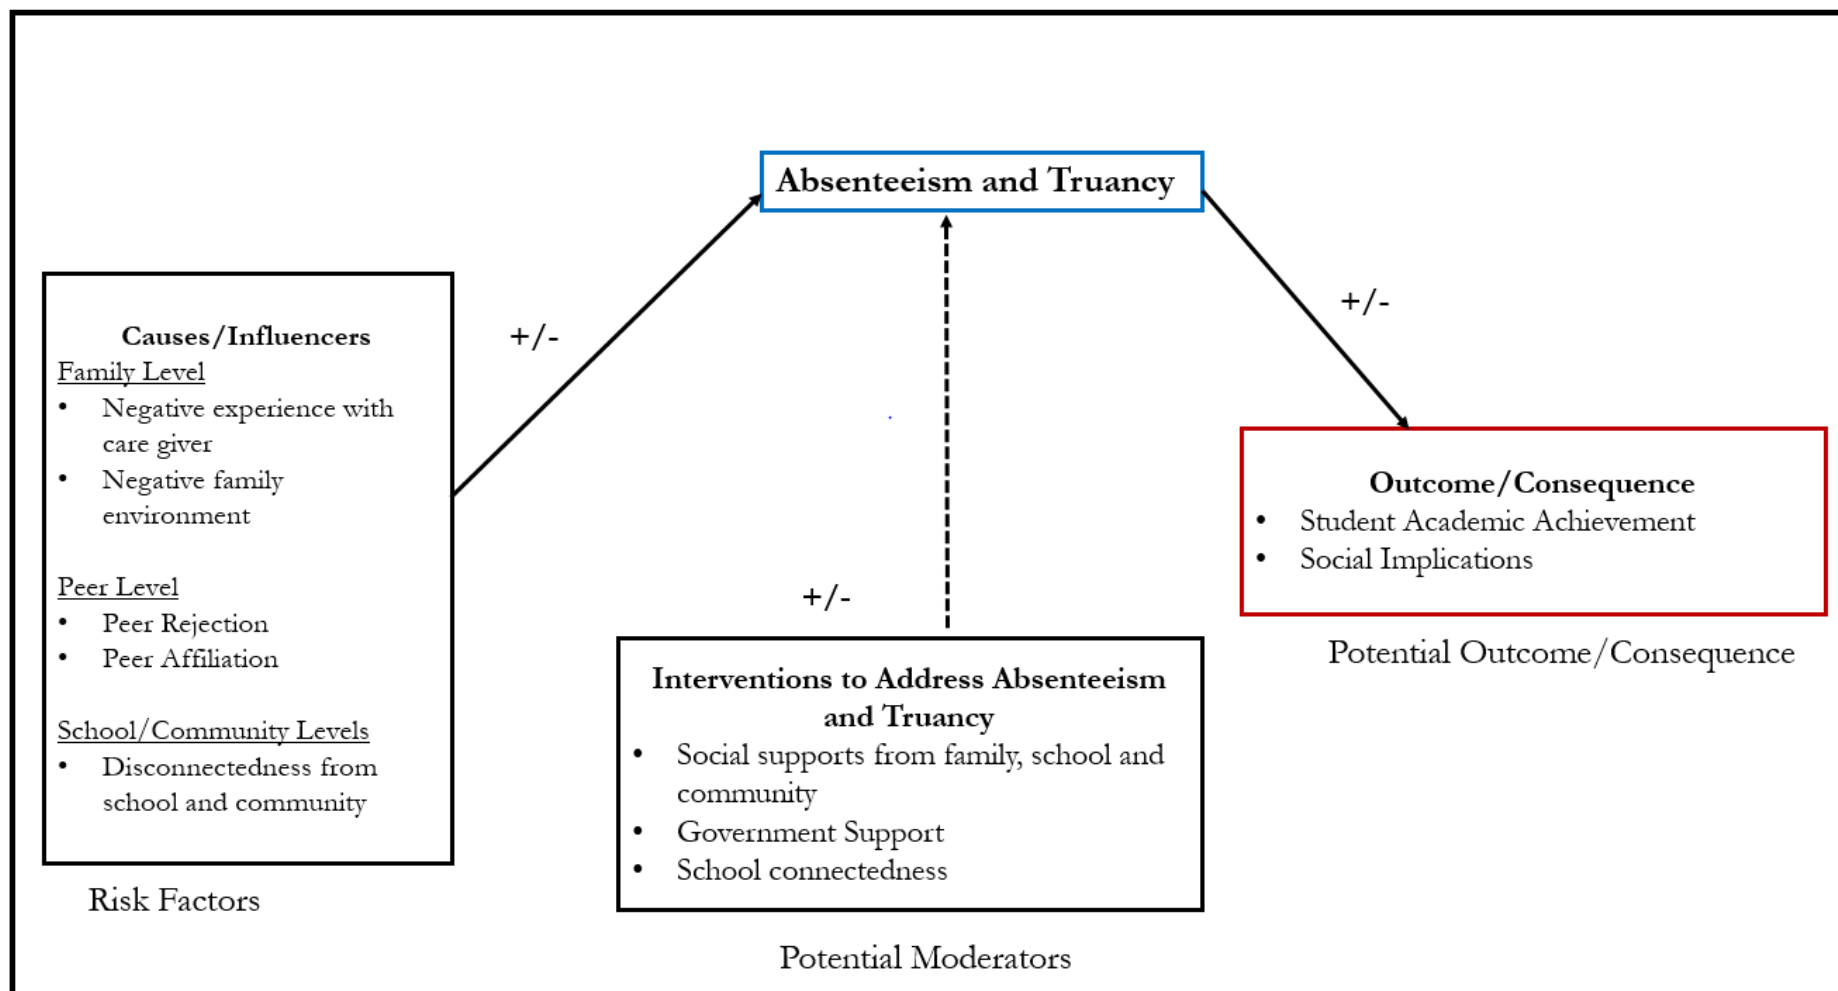 Absenteeism and Truancy
+/-
+/-
Causes/Influencers
Family Level
• Negative experience with
care giver
• Negative family
environment
Peer Level
• Peer Rejection
• Peer Affiliation
School/Community Levels
• Disconnectedness from
school and community
Risk Factors
+/-
Interventions to Address Absenteeism
and Truancy
• Social supports from family, school and
community
• Government Support
• School connectedness
Potential Moderators
Outcome/Consequence
• Student Academic Achievement
• Social Implications
Potential Outcome/Consequence